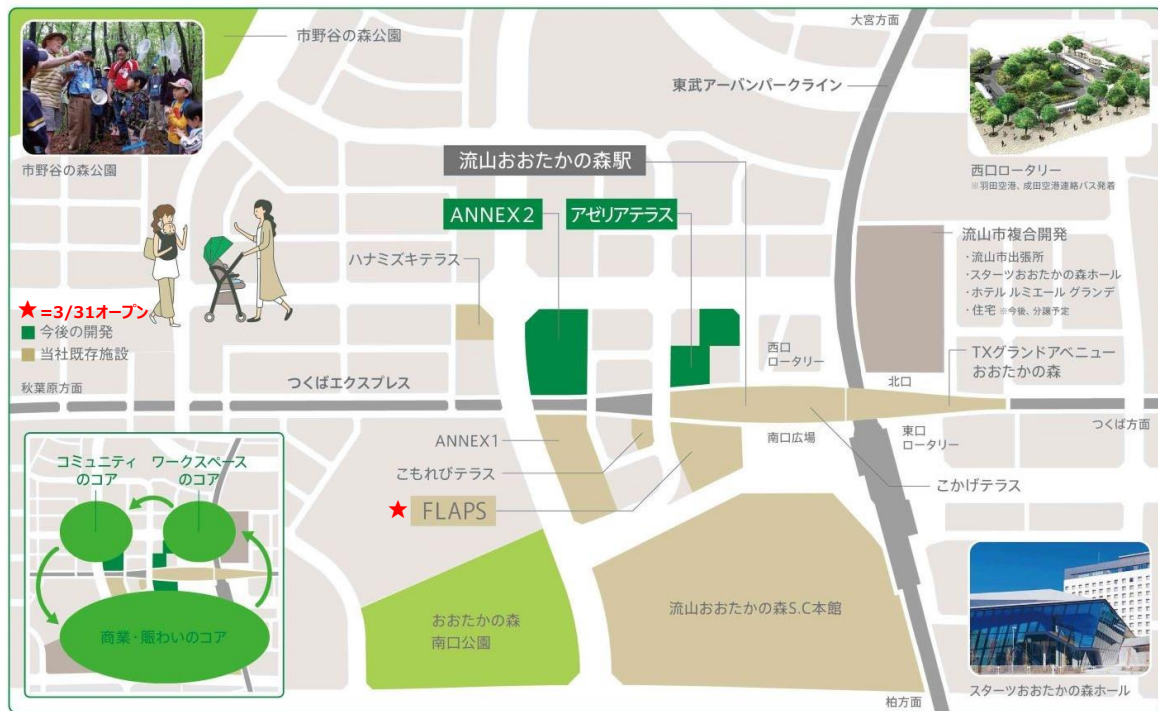 市野谷の森公園
市野谷の森公園
大宮方面
東武アーバンパークライン
西口ロータリー
※羽田空港、成田空港連絡バス発着
流山おおたかの森駅
ANNEX2
アゼリアテラス
ハナミズキテラス
流山市複合開発
・流山市出張所
・スターツおおたかの森ホール
・ホテル ルミエール グランデ
・住宅 ※今後、分譲予定
★=3/31オープン
今後の開発
当社既存施設
西口
ロータリー
TXグランドアベニュー
おおたかの森
北口
秋葉原方面
つくばエクスプレス
つくば方面
ANNEX1
南口広場
東口
ロータリー
こもれびテラス
こかげテラス
★ FLAPS
コミュニティ
のコア
ワークスペース
のコア
商業・賑わいのコア
おおたかの森
南口公園
流山おおたかの森S.C本館
柏方面
スターツおおたかの森ホール